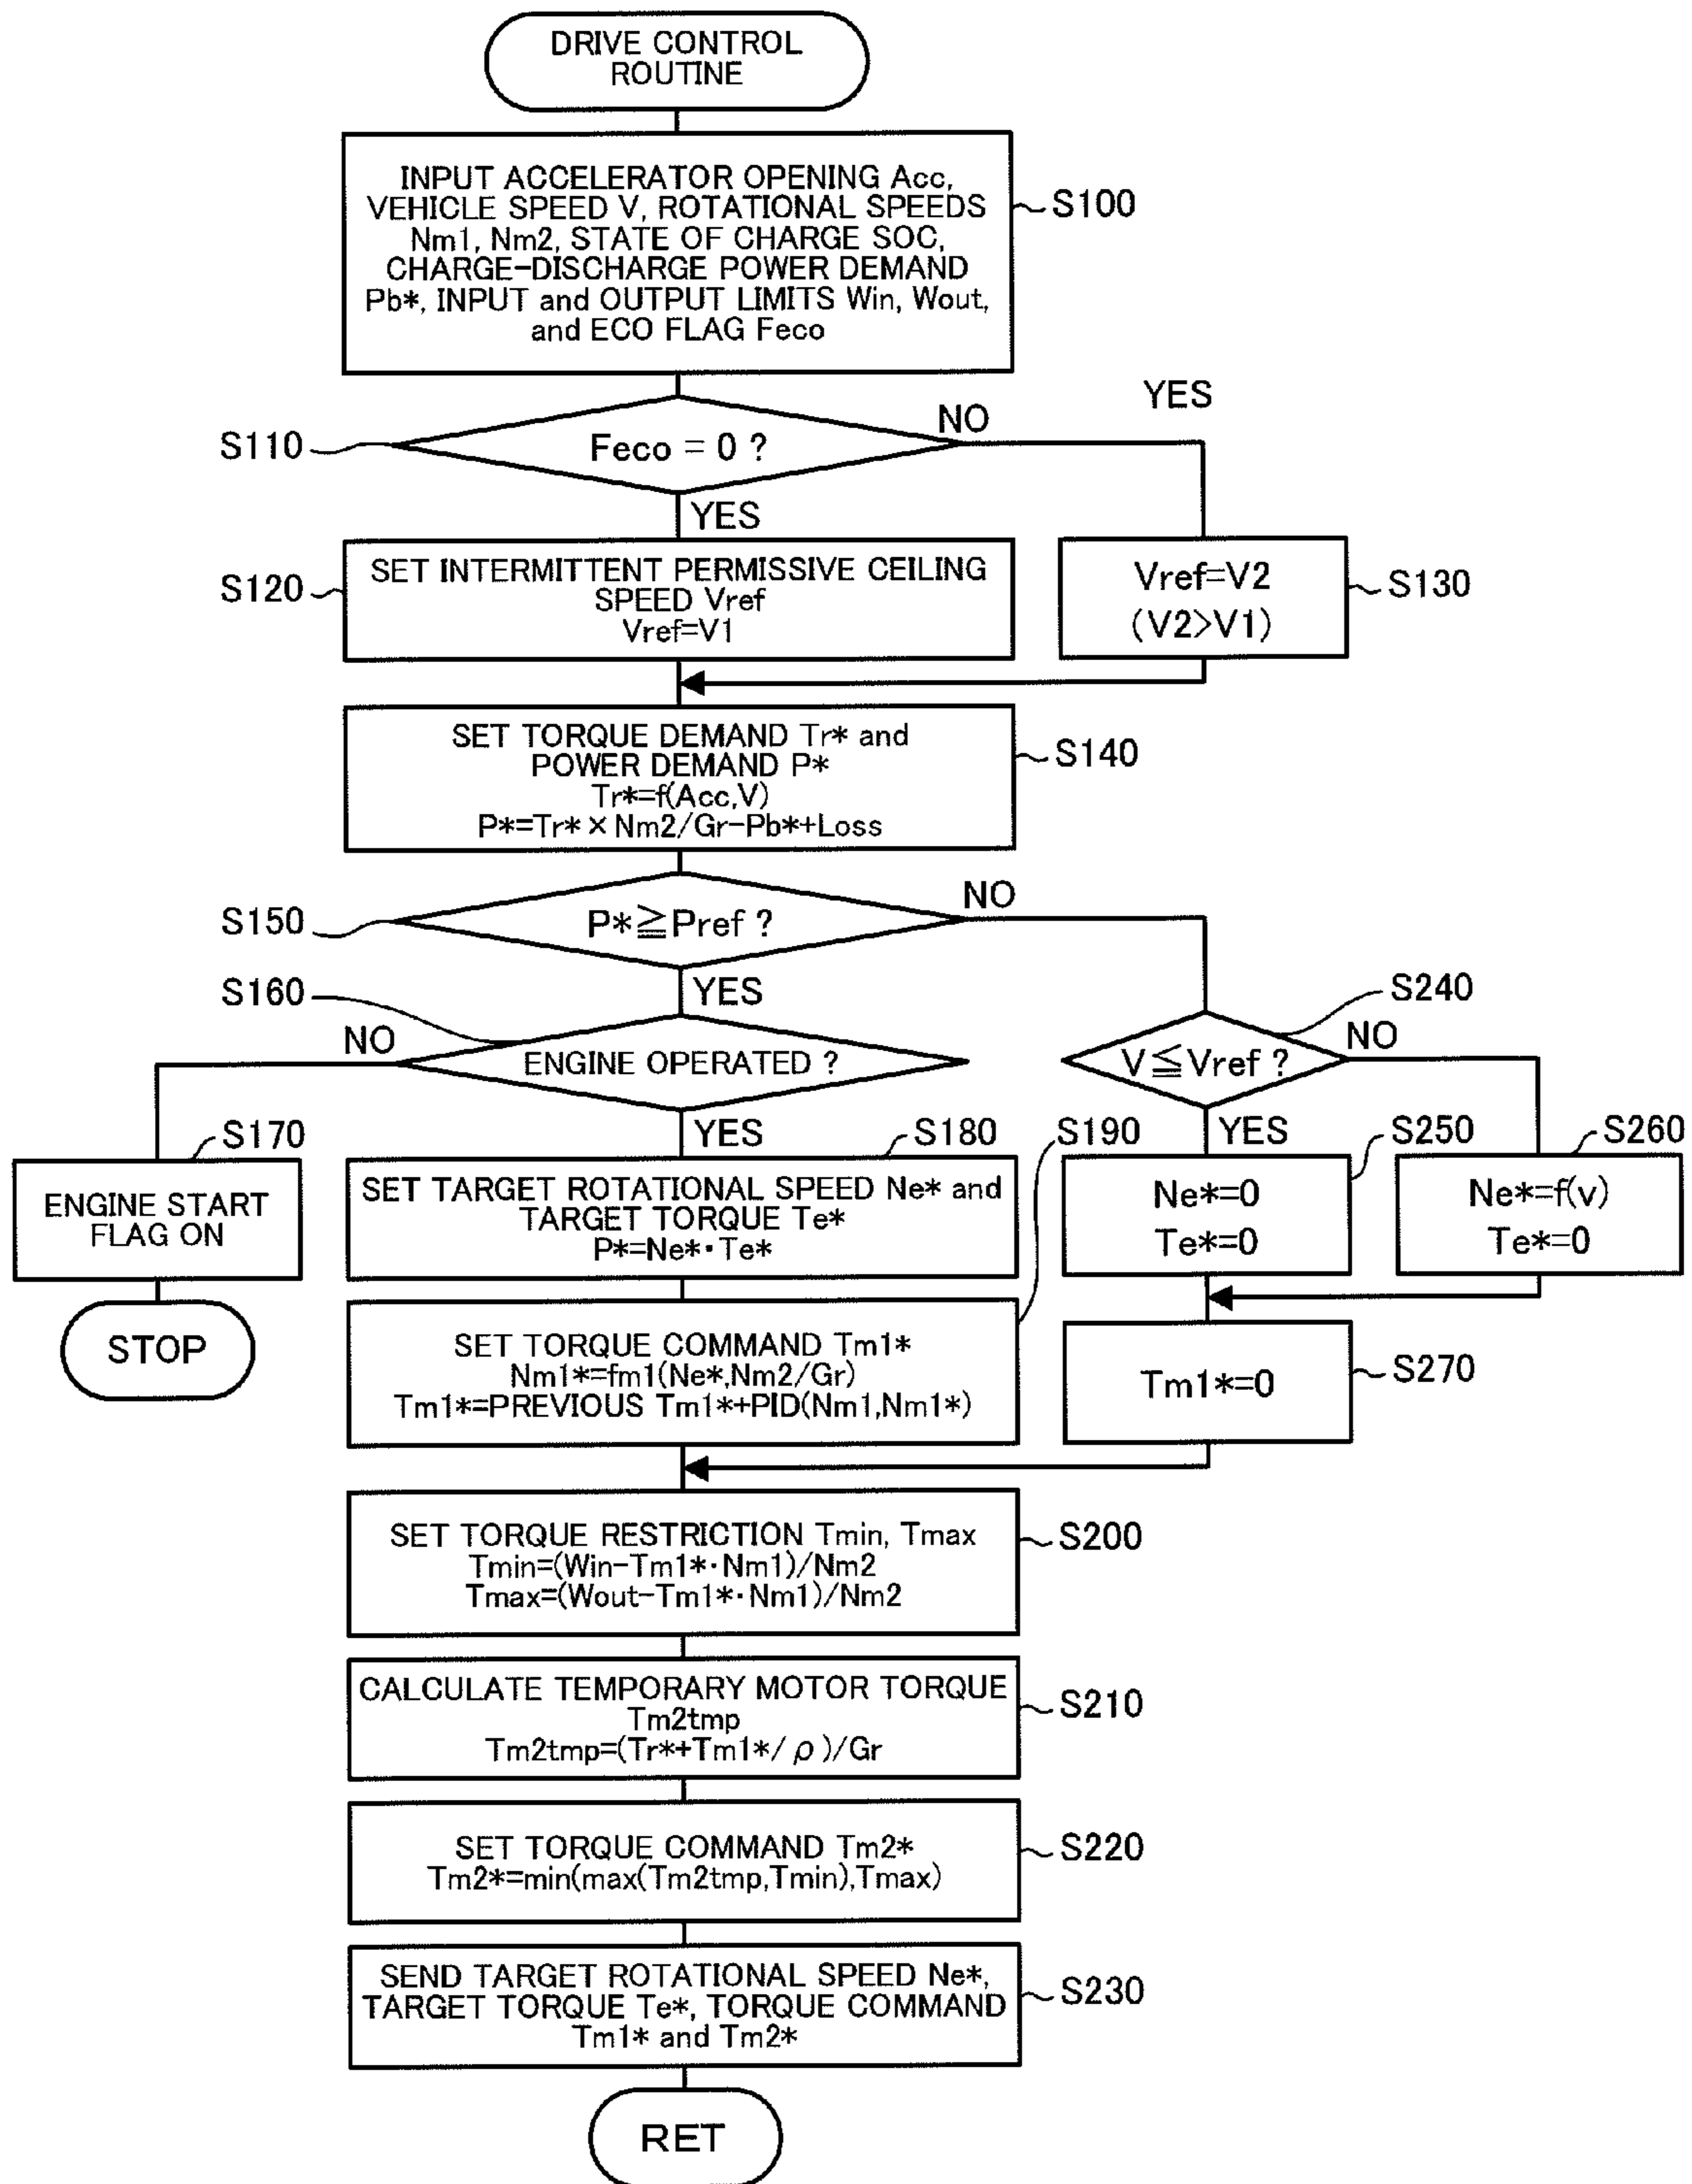 DRIVE CONTROL
ROUTINE
INPUT ACCELERATOR OPENING Acc,
VEHICLE SPEED V, ROTATIONAL SPEEDS
Nm1, Nm2, STATE OF CHARGE SOC,
CHARGE-DISCHARGE POWER DEMAND
Pb*, INPUT and OUTPUT LIMITS Win, Wout,
and ECO FLAG Feco
S100
YES
S110
Feco = 0 ?
NO
YES
S120
SET INTERMITTENT PERMISSIVE CEILING
SPEED Vref
Vref=V1
Vref=V2
(V2>V1)
S130
SET TORQUE DEMAND Tr* and
POWER DEMAND P*
Tr*=f(Acc,V)
P*=Tr*×Nm2/Gr-Pb*+Loss
S140
S150
P*≧Pref ?
NO
YES
S160
NO
ENGINE OPERATED ?
YES
S240
V≦Vref ?
NO
YES
S170
ENGINE START
FLAG ON
STOP
S180
SET TARGET ROTATIONAL SPEED Ne* and
TARGET TORQUE Te*
P*=Ne*·Te*
S190
SET TORQUE COMMAND Tm1*
Nm1*=fm1(Ne*,Nm2/Gr)
Tm1*=PREVIOUS Tm1*+PID(Nm1,Nm1*)
S250
Ne*=0
Te*=0
S260
Ne*=f(v)
Te*=0
Tm1*=0
S270
SET TORQUE RESTRICTION Tmin, Tmax
Tmin=(Win-Tm1*·Nm1)/Nm2
Tmax=(Wout-Tm1*·Nm1)/Nm2
S200
CALCULATE TEMPORARY MOTOR TORQUE
Tm2tmp
Tm2tmp=(Tr*+Tm1*/ρ)/Gr
S210
SET TORQUE COMMAND Tm2*
Tm2*=min(max(Tm2tmp,Tmin),Tmax)
S220
SEND TARGET ROTATIONAL SPEED Ne*,
TARGET TORQUE Te*, TORQUE COMMAND
Tm1* and Tm2*
S230
RET